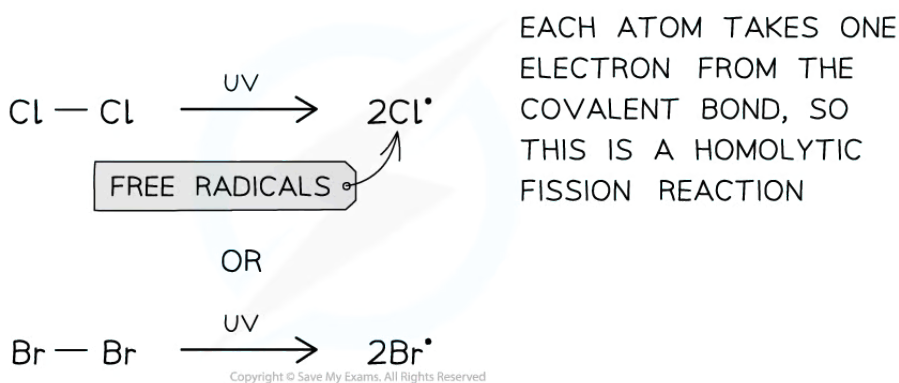 EACH ATOM TAKES ONE
ELECTRON FROM THE
COVALENT BOND, SO
THIS IS A HOMOLYTIC
FISSION REACTION
UV
Cl — Cl 2Cl•
FREE RADICALS
OR
UV
Br — Br 2Br•
Copyright © Save My Exams. All Rights Reserved